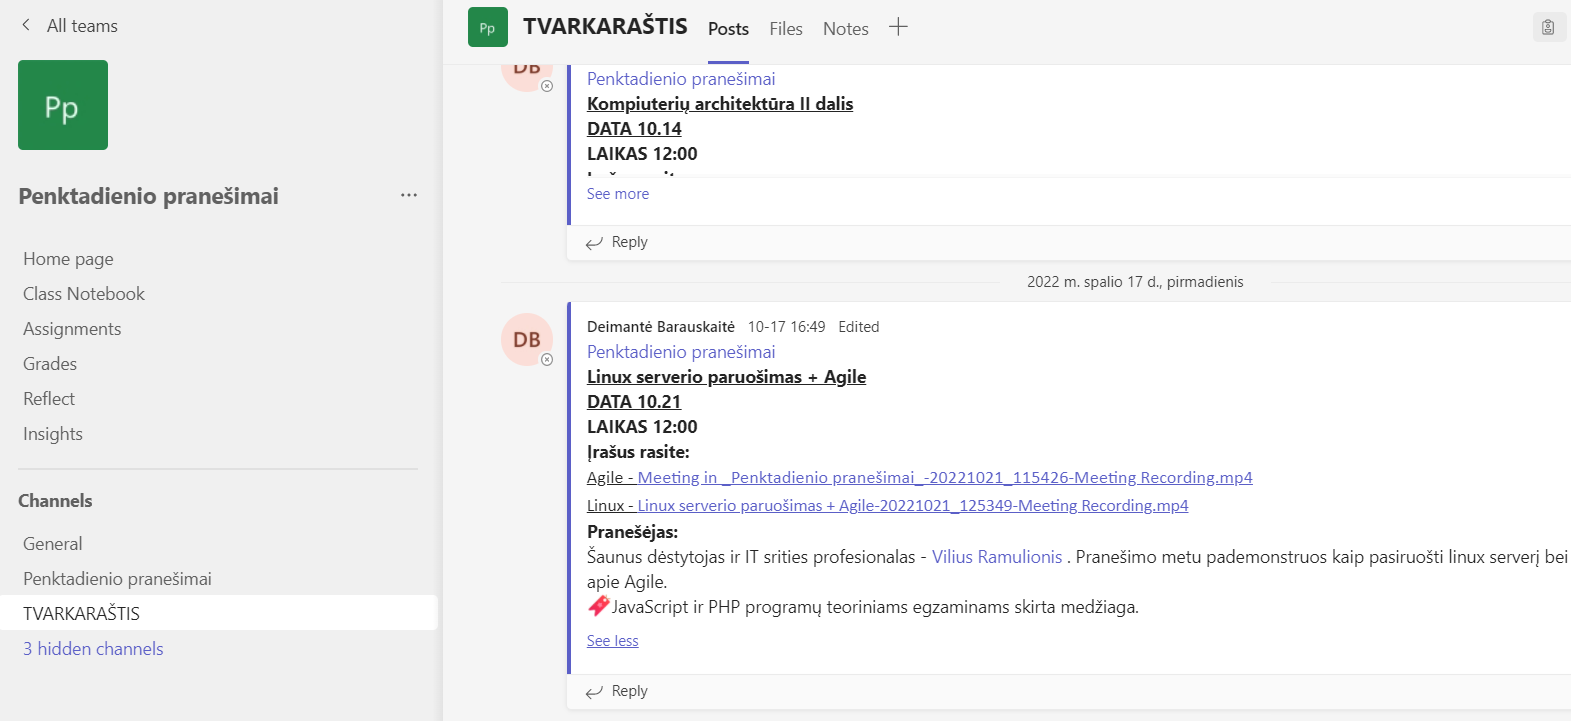 All teams
Pp
Penktadienio pranešimai
Home page
Class Notebook
Assignments
Grades
Reflect
Insights
Channels
General
Penktadienio pranešimai
TVARKARAŠTIS
3 hidden channels
Pp TVARKARAŠTIS Posts Files Notes
DB
Penktadienio pranešimai
Kompiuterių architektūra II dalis
DATA 10.14
LAIKAS 12:00
See more
Reply
2022 m. spalio 17 d., pirmadienis
DB
Deimantė Barauskaitė 10-17 16:49 Edited
Penktadienio pranešimai
Linux serverio paruošimas + Agile
DATA 10.21
LAIKAS 12:00
Įrašus rasite:
Agile - Meeting in _Penktadienio pranešimai_-20221021_115426-Meeting Recording.mp4
Linux - Linux serverio paruošimas + Agile-20221021_125349-Meeting Recording.mp4
Pranešėjas:
Šaunus dėstytojas ir IT srities profesionalas - Vilius Ramulionis . Pranešimo metu pademonstruos kaip pasiruošti linux serverį bei
apie Agile.
JavaScript ir PHP programų teoriniams egzaminams skirta medžiaga.
See less
Reply